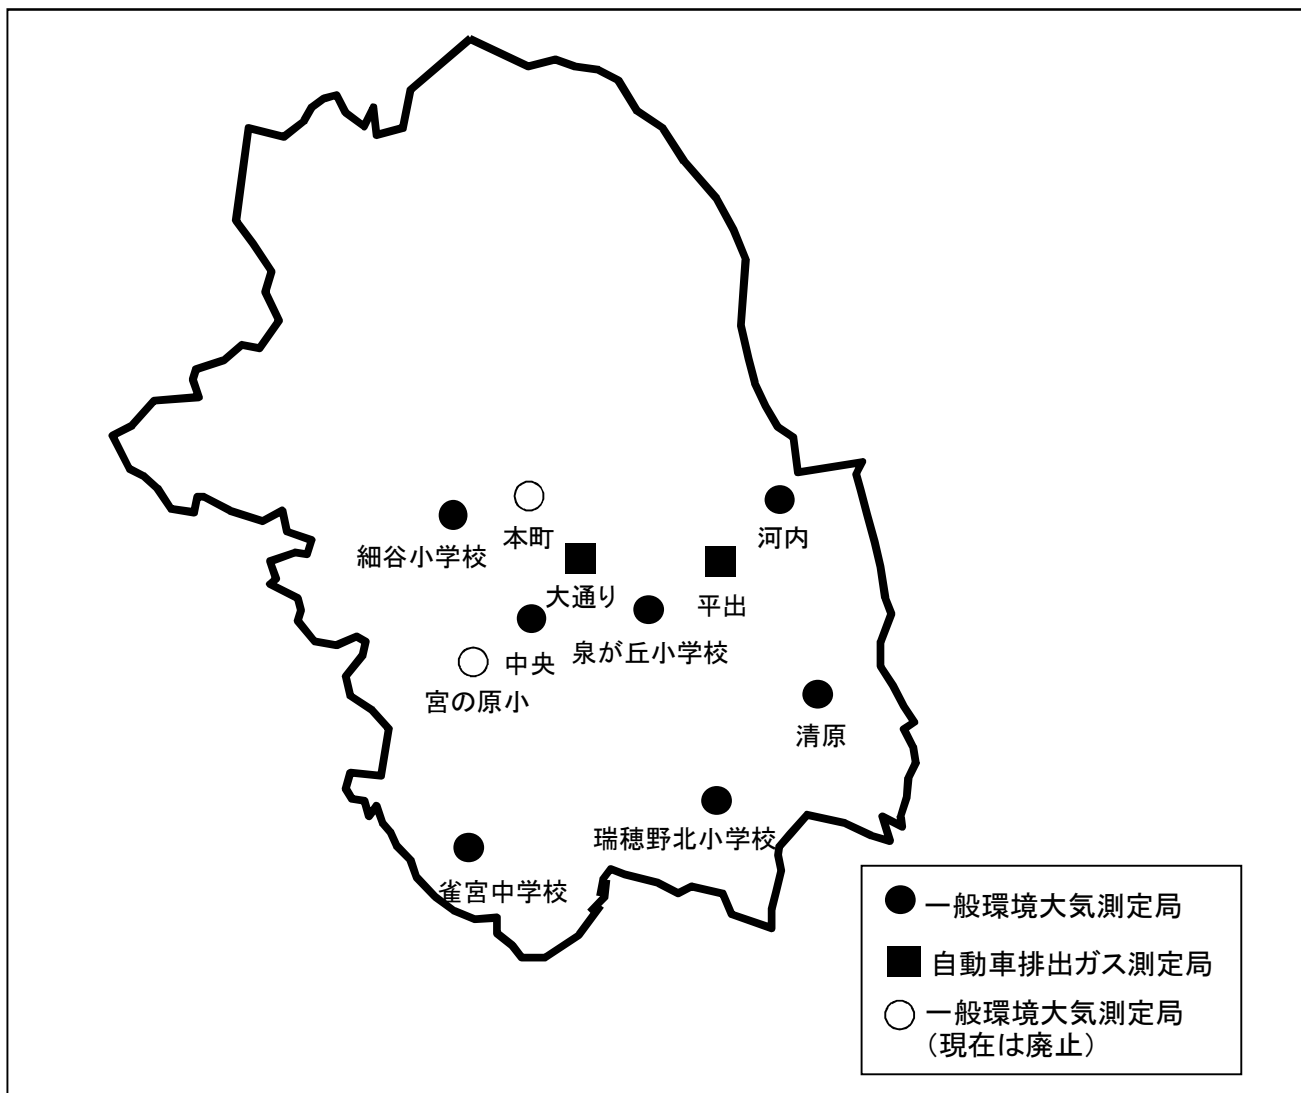 本町
河内
細谷小学校
大通り
平出
泉が丘小学校
中央
宮の原小
清原
瑞穂野北小学校
雀宮中学校
一般環境大気測定局
自動車排出ガス測定局
一般環境大気測定局
（現在は廃止）